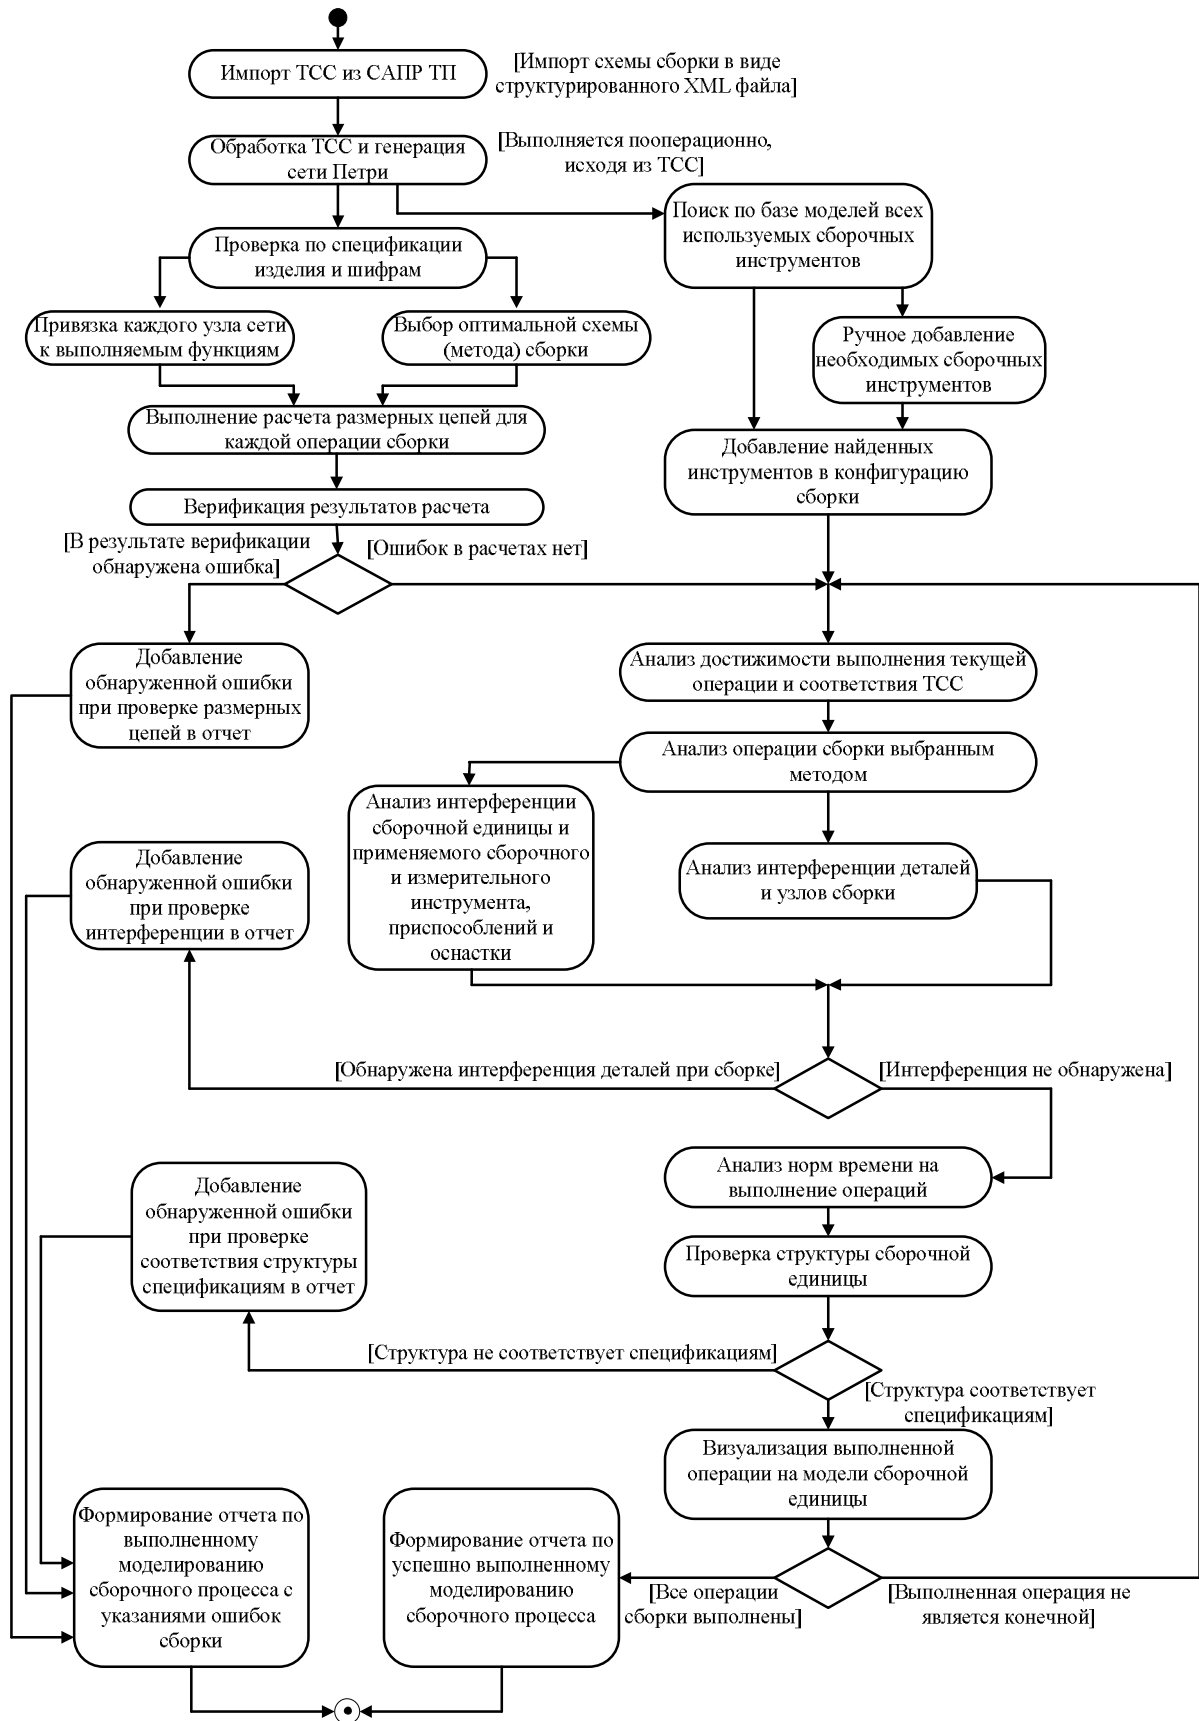 Импорт ТСС из САПР ТП
[Импорт схемы сборки в виде
структурированного XML файла]
Обработка ТСС и генерация
сети Петри
[Выполняется пооперационно,
исходя из ТСС]
Поиск по базе моделей всех
используемых сборочных
инструментов
Проверка по спецификации
изделия и шифрам
Привязка каждого узла сети
к выполняемым функциям
Выбор оптимальной схемы
(метода) сборки
Ручное добавление
необходимых сборочных
инструментов
Выполнение расчета размерных цепей для
каждой операции сборки
Добавление найденных
инструментов в конфигурацию
сборки
Верификация результатов расчета
[В результате верификации
обнаружена ошибка]
[Ошибок в расчетах нет]
Добавление
обнаруженной ошибки
при проверке размерных
цепей в отчет
Анализ достижимости выполнения текущей
операции и соответствия ТСС
Анализ операции сборки выбранным
методом
Анализ интерференции
сборочной единицы и
применяемого сборочного
и измерительного
инструмента,
приспособлений и
оснастки
Анализ интерференции деталей
и узлов сборки
Добавление
обнаруженной ошибки
при проверке
интерференции в отчет
[Обнаружена интерференция деталей при сборке]
[Интерференция не обнаружена]
Анализ норм времени на
выполнение операций
Добавление
обнаруженной ошибки
при проверке
соответствия структуры
спецификациям в отчет
Проверка структуры сборочной
единицы
[Структура не соответствует спецификациям]
[Структура соответствует
спецификациям]
Визуализация выполненной
операции на модели сборочной
единицы
Формирование отчета по
выполненному
моделированию
сборочного процесса с
указаниями ошибок
сборки
Формирование отчета по
успешно выполненному
моделированию
сборочного процесса
[Все операции
сборки выполнены]
[Выполненная операция не
является конечной]